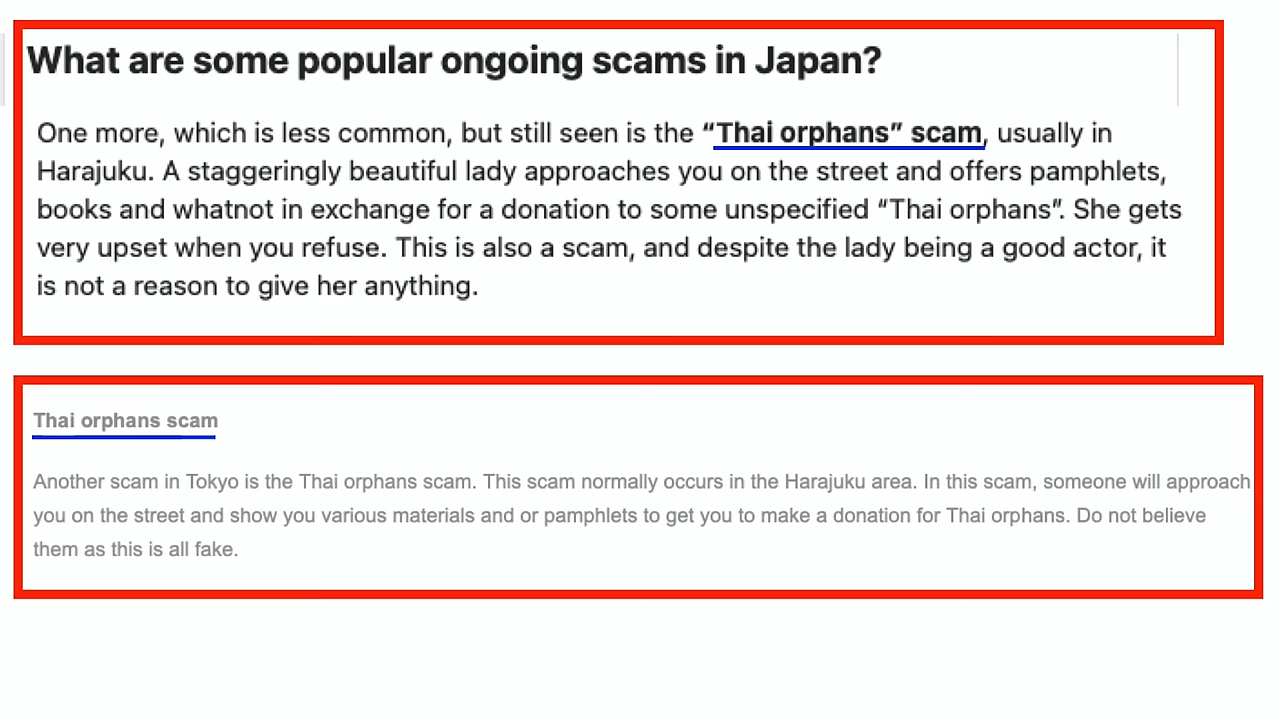 What are some popular ongoing scams in Japan?
One more, which is less common, but still seen is the “Thai orphans” scam, usually in
Harajuku. A staggeringly beautiful lady approaches you on the street and offers pamphlets,
books and whatnot in exchange for a donation to some unspecified “Thai orphans”. She gets
very upset when you refuse. This is also a scam, and despite the lady being a good actor, it
is not a reason to give her anything.
Thai orphans scam
Another scam in Tokyo is the Thai orphans scam. This scam normally occurs in the Harajuku area. In this scam, someone will approach
you on the street and show you various materials and or pamphlets to get you to make a donation for Thai orphans. Do not believe
them as this is all fake.